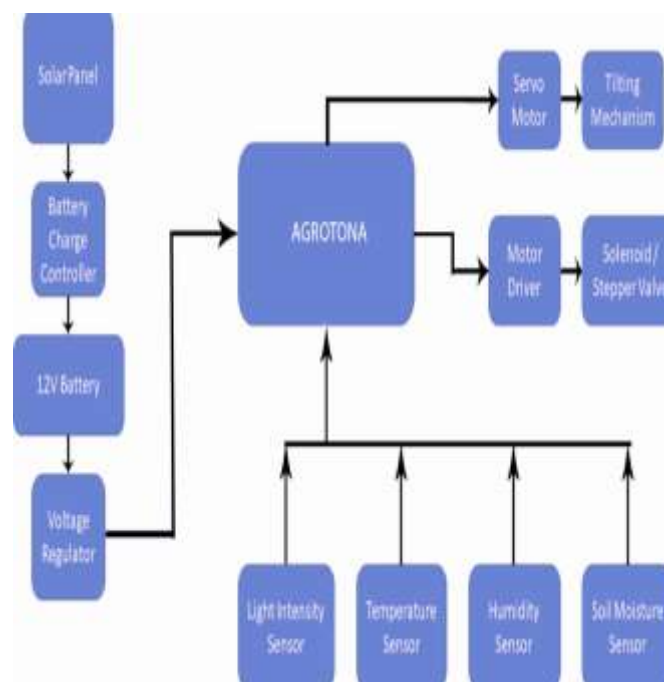 Solar Panel
Battery
Charge
Controller
12V Battery
Voltage
Regulator
AGROTONA
Servo
Motor
Tilting
Mechanism
Motor
Driver
Solenoid /
Stepper Valve
Light Intensity
Sensor
Temperature
Sensor
Humidity
Sensor
Soil Moisture
Sensor